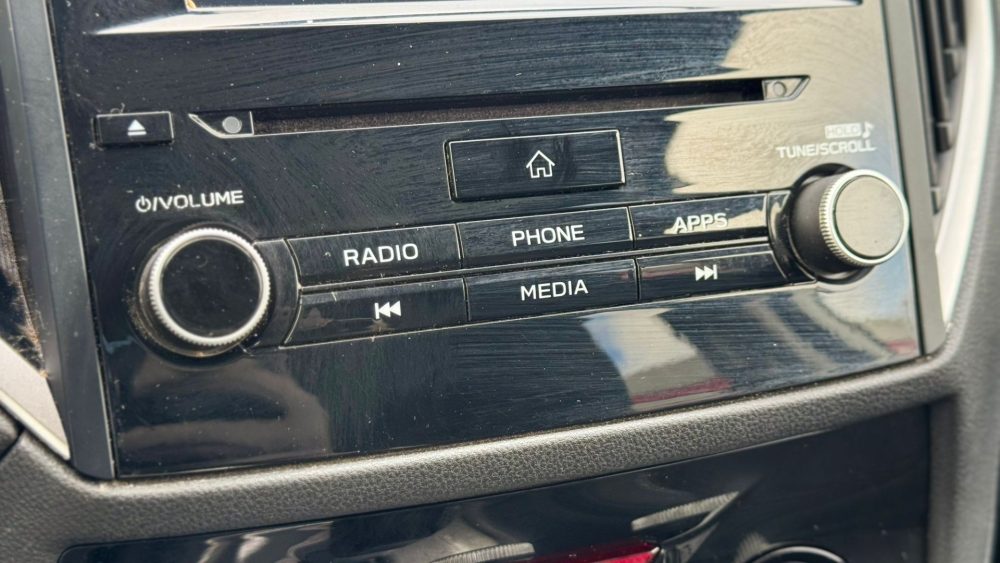 HOLD
TUNE/SCROLL
/VOLUME
RADIO
PHONE
APPS
MEDIA